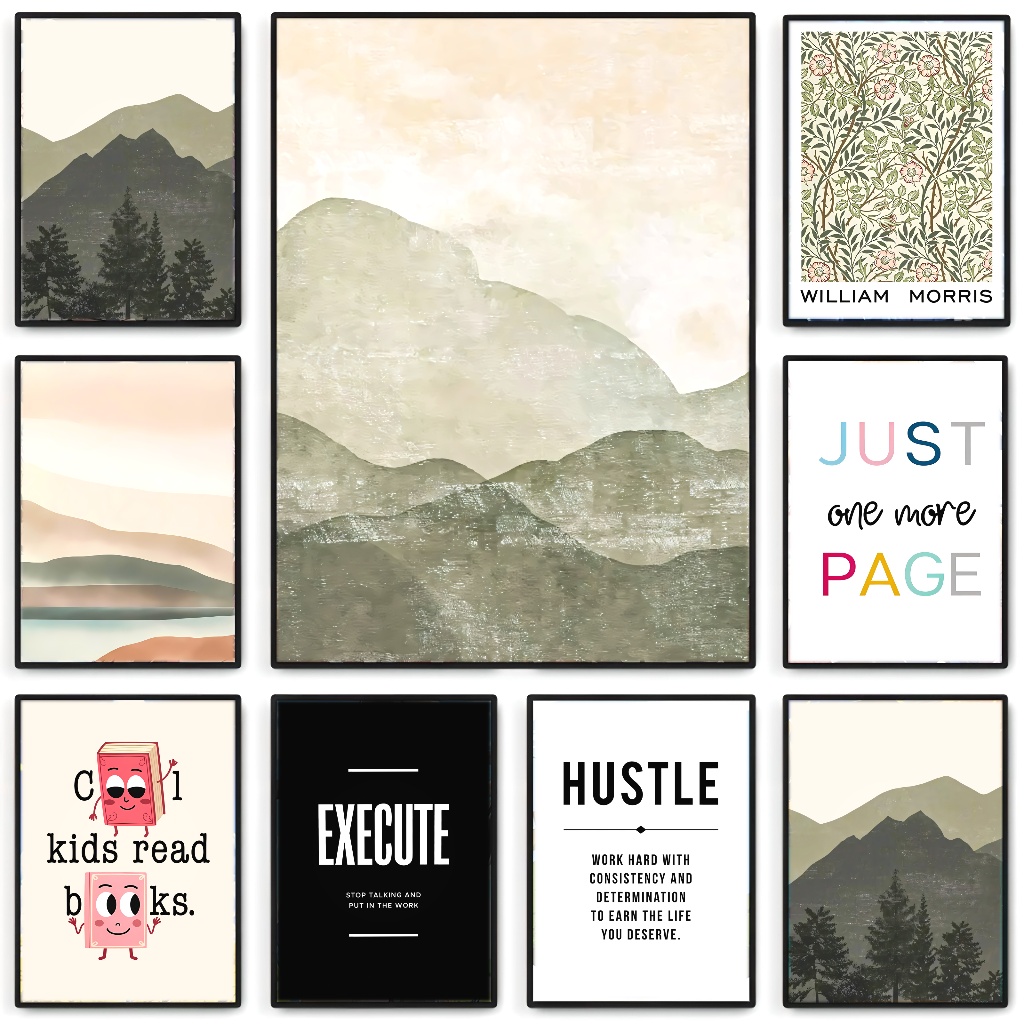 WILLIAM MORRIS
JUST
one more
PAGE
C l
kids read
b ks.
EXECUTE
STOP TALKING AND
PUT IN THE WORK
HUSTLE
WORK HARD WITH
CONSISTENCY AND
DETERMINATION
TO EARN THE LIFE
YOU DESERVE.